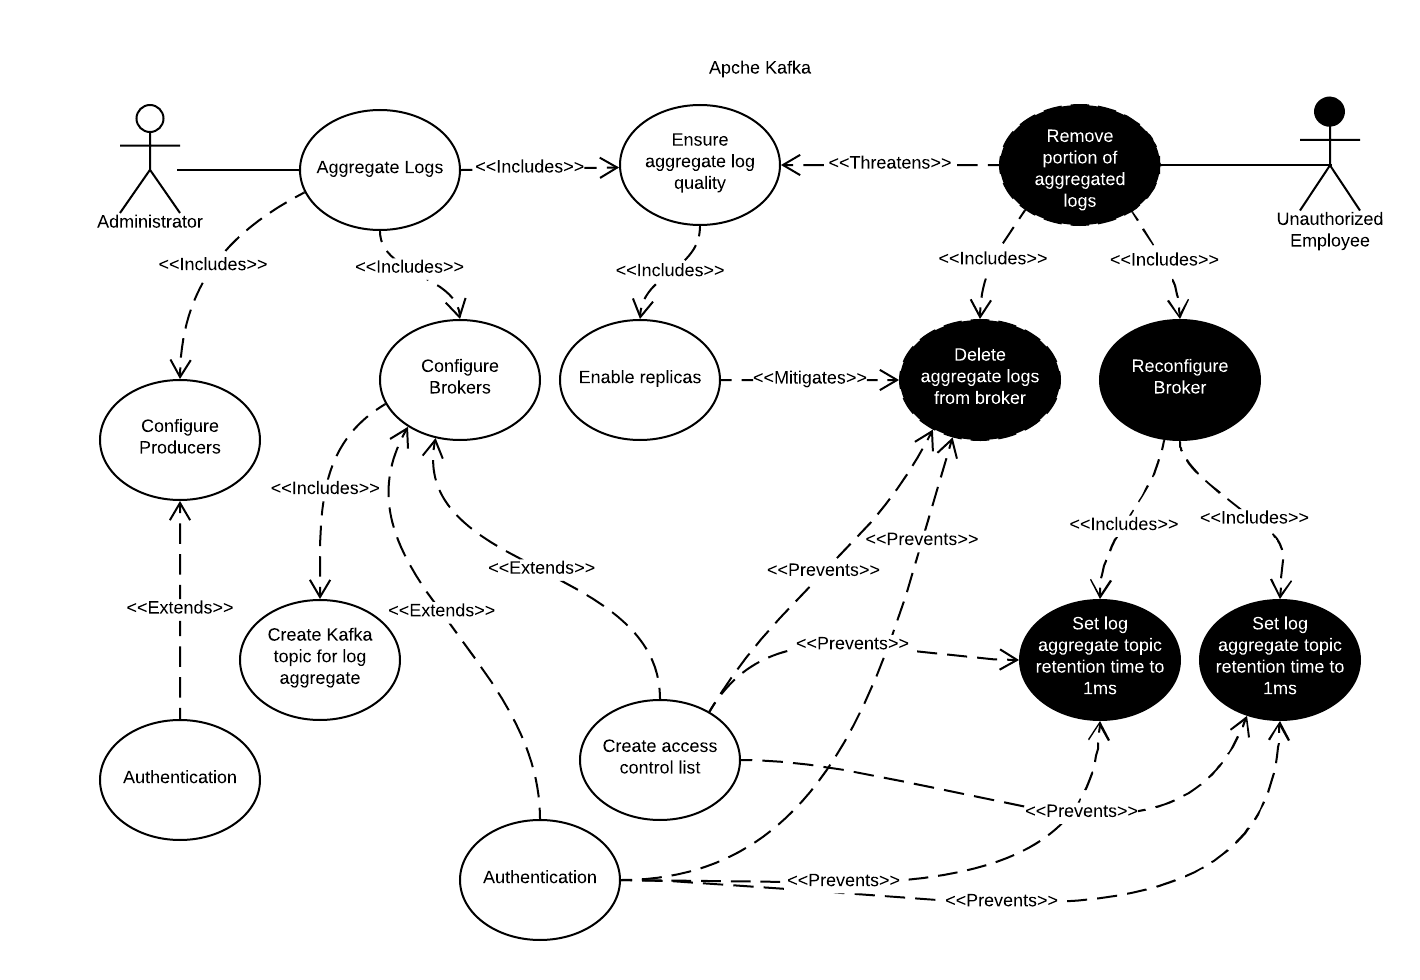 Apche Kafka
Administrator
Aggregate Logs
<<Includes>>
Ensure
aggregate log
quality
<<Threatens>>
Remove
portion of
aggregated
logs
Unauthorized
Employee
<<Includes>>
<<Includes>>
<<Includes>>
<<Includes>>
<<Includes>>
Configure
Producers
Configure
Brokers
Enable replicas
<<Mitigates>>
Delete
aggregate logs
from broker
Reconfigure
Broker
<<Includes>>
<<Extends>>
<<Prevents>>
<<Prevents>>
<<Includes>>
<<Includes>>
<<Extends>>
<<Extends>>
Create Kafka
topic for log
aggregate
<<Prevents>>
Set log
aggregate topic
retention time to
1ms
Set log
aggregate topic
retention time to
1ms
Authentication
Create access
control list
<<Prevents>>
Authentication
<<Prevents>>
<<Prevents>>